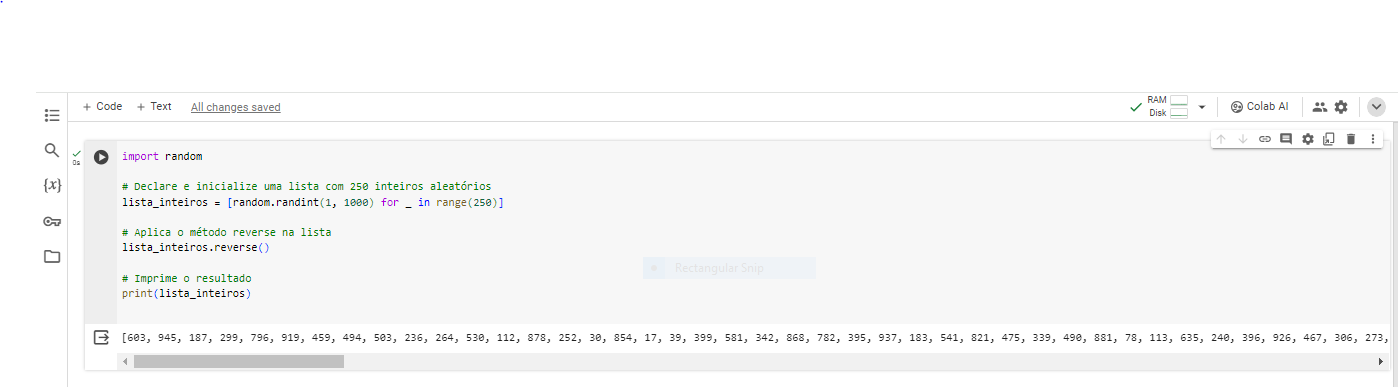 + Code + Text All changes saved
RAM
Disk
Colab AI
{x}
0s
import random
# Declare e inicialize uma lista com 250 inteiros aleatórios
lista_inteiros = [random.randint(1, 1000) for _ in range(250)]
# Aplica o método reverse na lista
lista_inteiros.reverse()
Rectangular Snip
# Imprime o resultado
print(lista_inteiros)
[603, 945, 187, 299, 796, 919, 459, 494, 503, 236, 264, 530, 112, 878, 252, 30, 854, 17, 39, 399, 581, 342, 868, 782, 395, 937, 183, 541, 821, 475, 339, 490, 881, 78, 113, 635, 240, 396, 926, 467, 306, 273,